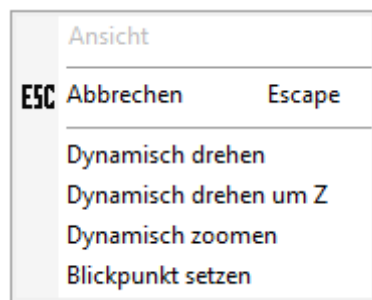 Ansicht
ESC Abbrechen Escape
Dynamisch drehen
Dynamisch drehen um Z
Dynamisch zoomen
Blickpunkt setzen